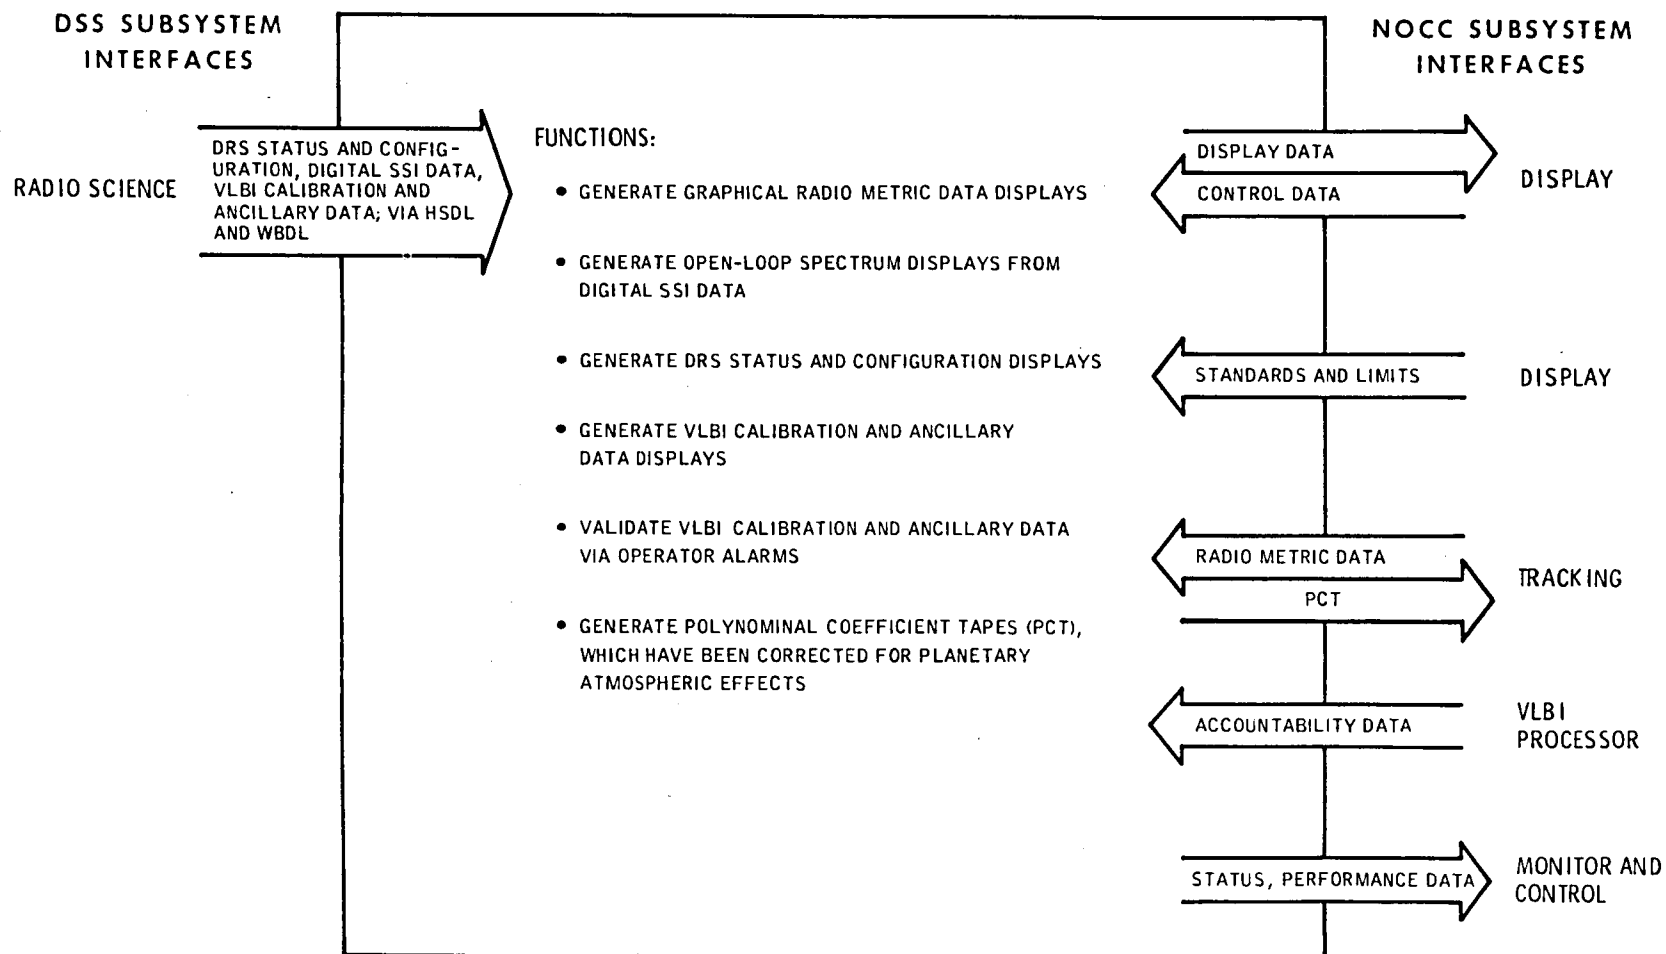 DSS SUBSYSTEM
INTERFACES
RADIO SCIENCE
DRS STATUS AND CONFIG-
URATION, DIGITAL SSI DATA,
VLBI CALIBRATION AND
ANCILLARY DATA; VIA HSDL
AND WBDL
FUNCTIONS:
• GENERATE GRAPHICAL RADIO METRIC DATA DISPLAYS
• GENERATE OPEN-LOOP SPECTRUM DISPLAYS FROM
DIGITAL SSI DATA
• GENERATE DRS STATUS AND CONFIGURATION DISPLAYS
• GENERATE VLBI CALIBRATION AND ANCILLARY
DATA DISPLAYS
• VALIDATE VLBI CALIBRATION AND ANCILLARY DATA
VIA OPERATOR ALARMS
• GENERATE POLYNOMINAL COEFFICIENT TAPES (PCT),
WHICH HAVE BEEN CORRECTED FOR PLANETARY
ATMOSPHERIC EFFECTS
NOCC SUBSYSTEM
INTERFACES
DISPLAY DATA
CONTROL DATA
DISPLAY
STANDARDS AND LIMITS
DISPLAY
RADIO METRIC DATA
PCT
TRACKING
ACCOUNTABILITY DATA
VLBI
PROCESSOR
STATUS, PERFORMANCE DATA
MONITOR AND
CONTROL